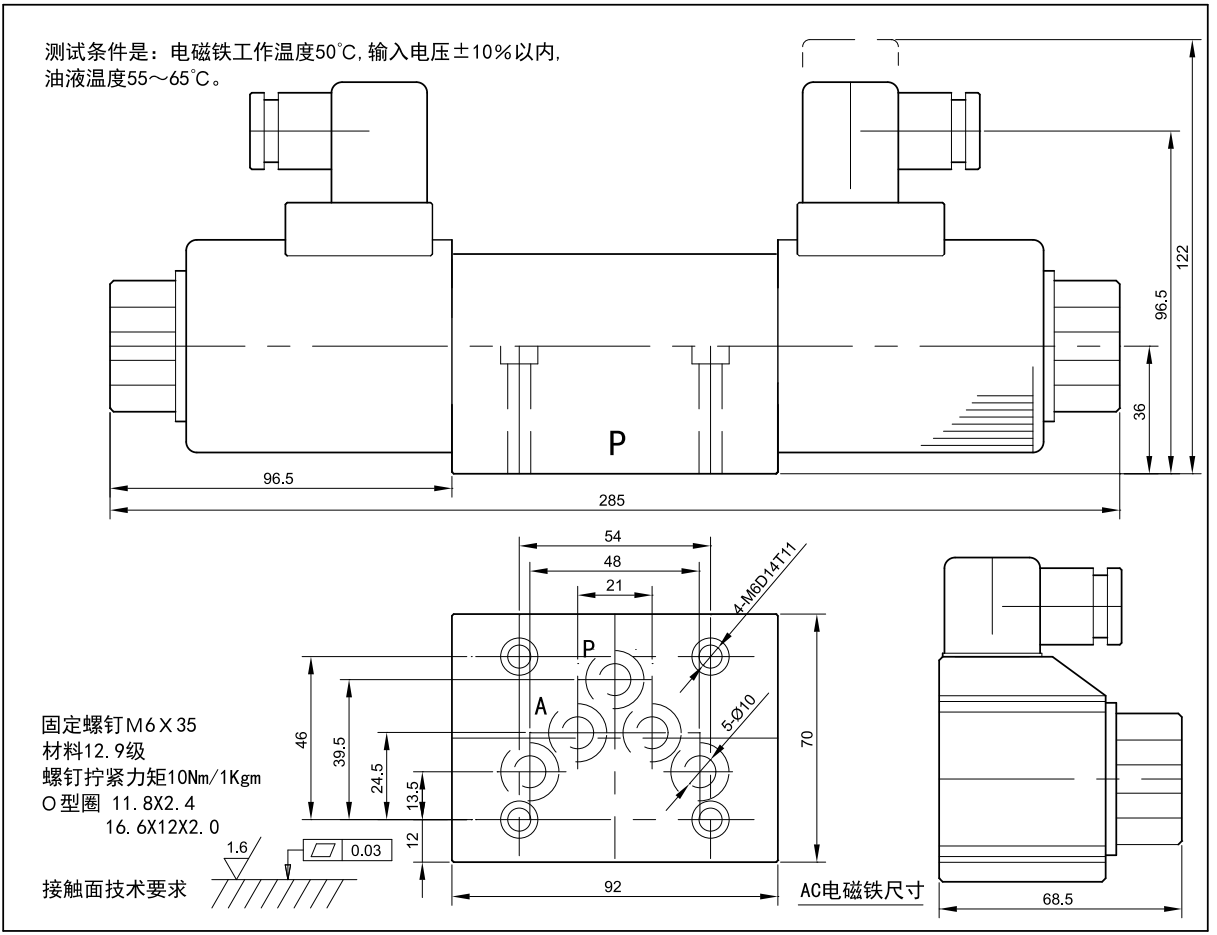 测试条件是：电磁铁工作温度50℃,输入电压±10%以内,
油液温度55～65℃。
122
96.5
36
P
96.5
285
54
48
21
4-M6D14T11
P
A
5-Ø10
46
39.5
24.5
13.5
12
70
92
固定螺钉M6X35
材料12.9级
螺钉拧紧力矩10Nm/1Kgm
O型圈 11.8X2.4
16.6X12X2.0
1.6
0.03
接触面技术要求
AC电磁铁尺寸
68.5